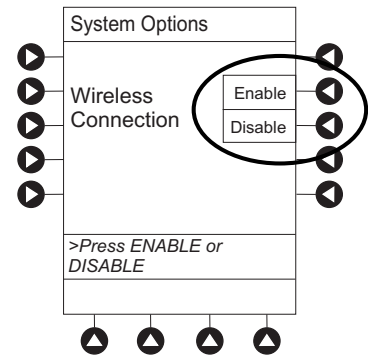 System Options
Wireless
Connection
Enable
Disable
>Press ENABLE or
DISABLE